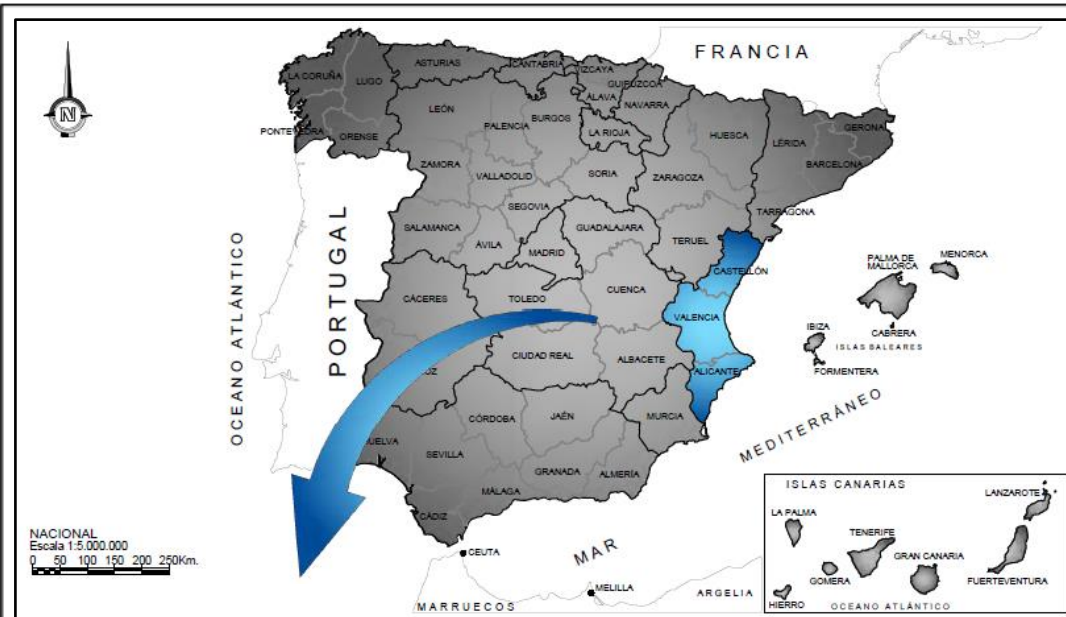 FRANCIA
N
LA CORUÑA
LUGO
ASTURIAS
CANTABRIA
VIZCAYA
GUIPUZCOA
ÁLAVA
NAVARRA
PONTEVEDRA
ORENSE
LEÓN
PALENCIA
BURGOS
LA RIOJA
HUESCA
LÉRIDA
GERONA
BARCELONA
ZAMORA
VALLADOLID
SORIA
ZARAGOZA
SEGOVIA
TARRAGONA
SALAMANCA
ÁVILA
MADRID
GUADALAJARA
TERUEL
CASTELLÓN
OCEANO ATLÁNTICO
PORTUGAL
CÁCERES
TOLEDO
CUENCA
VALENCIA
PALMA DE
MALLORCA
MENORCA
CABRERA
IBIZA
ISLAS BALEARES
FORMENTERA
CIUDAD REAL
ALBACETE
ALICANTE
CÓRDOBA
JAÉN
MURCIA
MEDITERRÁNEO
SEVILLA
GRANADA
ALMERÍA
MÁLAGA
CÁDIZ
NACIONAL
Escala 1:5.000.000
0 50 100 150 200 250Km.
CEUTA
MAR
MELILLA
MARRUECOS
ARGELIA
ISLAS CANARIAS
LANZAROTE
LA PALMA
TENERIFE
GRAN CANARIA
GOMERA
FUERTEVENTURA
HIERRO
OCEANO ATLÁNTICO